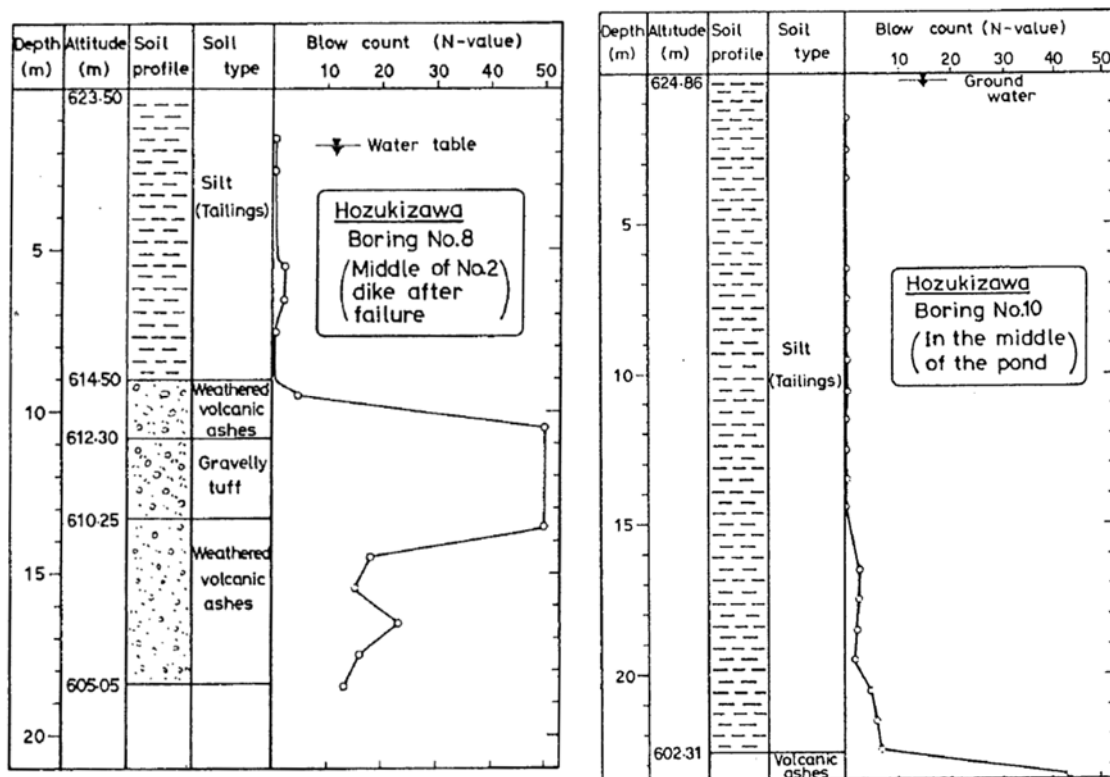 Depth (m)
Altitude (m)
Soil profile
Soil type
Blow count (N-value)
0 10 20 30 40 50
623·50
Water table
Silt
(Tailings)
Hozukizawa
Boring No.8
(Middle of No.2
dike after
failure)
5
614·50
Weathered
volcanic
ashes
10
612·30
Gravelly
tuff
610·25
Weathered
volcanic
ashes
15
605·05
20
Depth (m)
Altitude (m)
Soil profile
Soil type
Blow count (N-value)
10 20 30 40 50
624·86
Ground
water
5
Hozukizawa
Boring No.10
(In the middle
of the pond)
Silt
(Tailings)
10
15
20
602·31
Volcanic
ashes